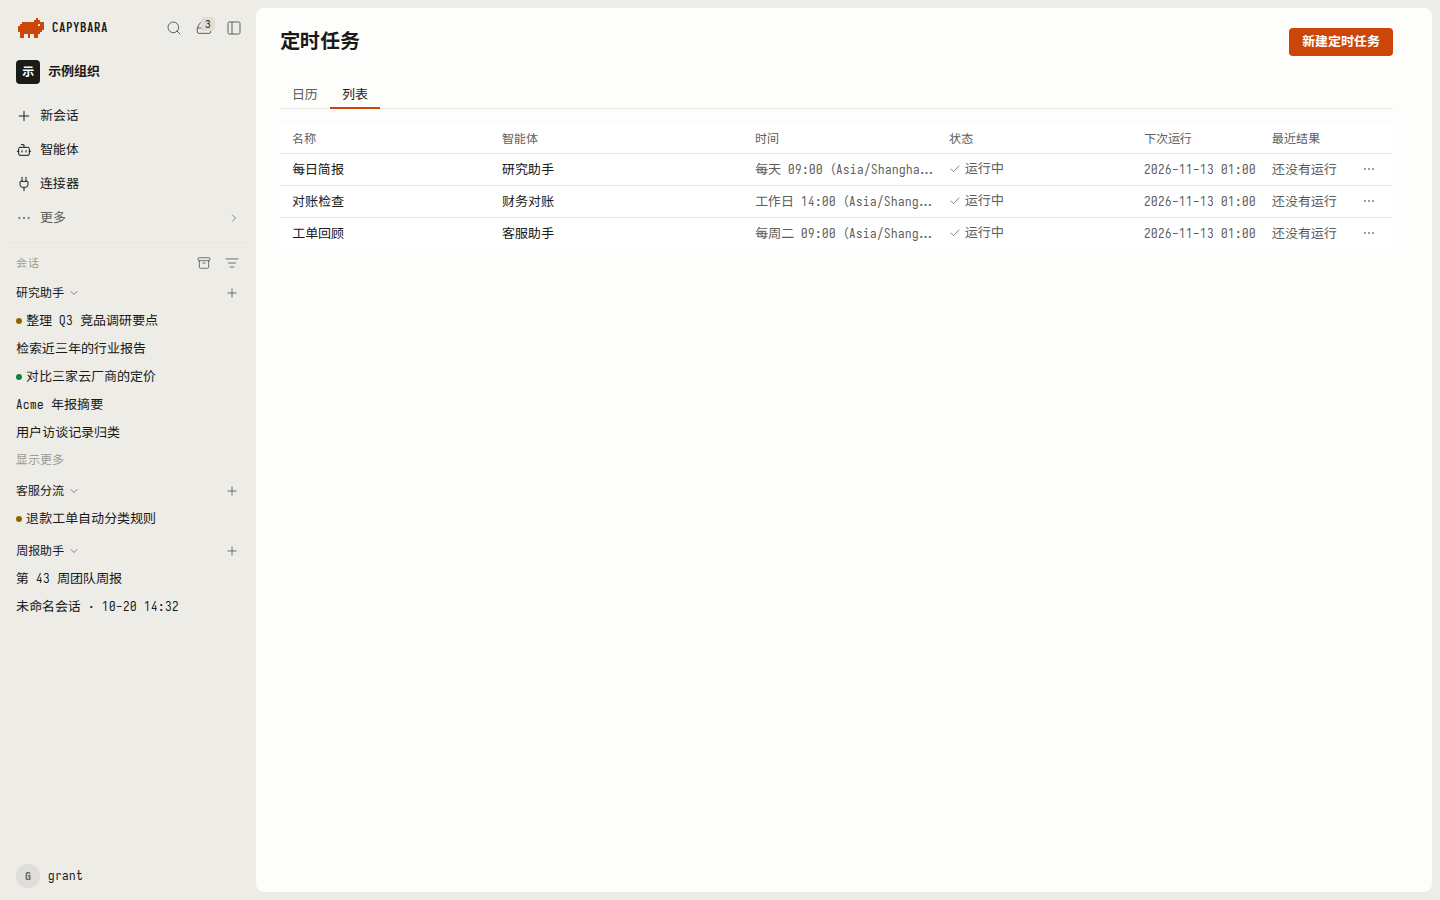 CAPYBARA
3
示 示例组织
新会话
智能体
连接器
更多
会话
研究助手
整理 Q3 竞品调研要点
检索近三年的行业报告
对比三家云厂商的定价
Acme 年报摘要
用户访谈记录归类
显示更多
客服分流
退款工单自动分类规则
周报助手
第 43 周团队周报
未命名会话 · 10-20 14:32
G grant
定时任务
新建定时任务
日历 列表
名称 智能体 时间 状态 下次运行 最近结果
每日简报 研究助手 每天 09:00 (Asia/Shangha... 运行中 2026-11-13 01:00 还没有运行 ...
对账检查 财务对账 工作日 14:00 (Asia/Shang... 运行中 2026-11-13 01:00 还没有运行 ...
工单回顾 客服助手 每周二 09:00 (Asia/Shang... 运行中 2026-11-13 01:00 还没有运行 ...